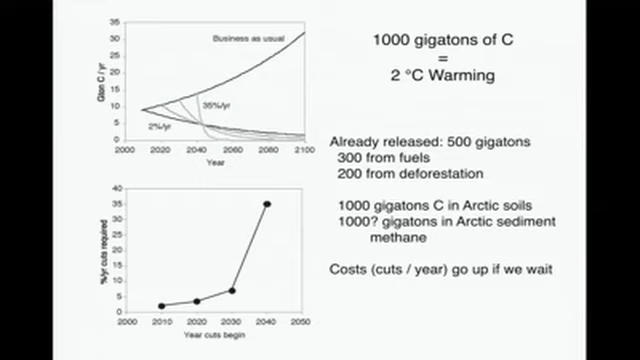 35
30
25
20
15
10
5
0
Gton C / yr
Business as usual
35%/yr
2%/yr
2000 2020 2040 2060 2080 2100
Year
40
35
30
25
20
15
10
5
0
%/yr cuts required
2000 2010 2020 2030 2040 2050
Year cuts begin
1000 gigatons of C
=
2 °C Warming
Already released: 500 gigatons
300 from fuels
200 from deforestation
1000 gigatons C in Arctic soils
1000? gigatons in Arctic sediment
methane
Costs (cuts / year) go up if we wait